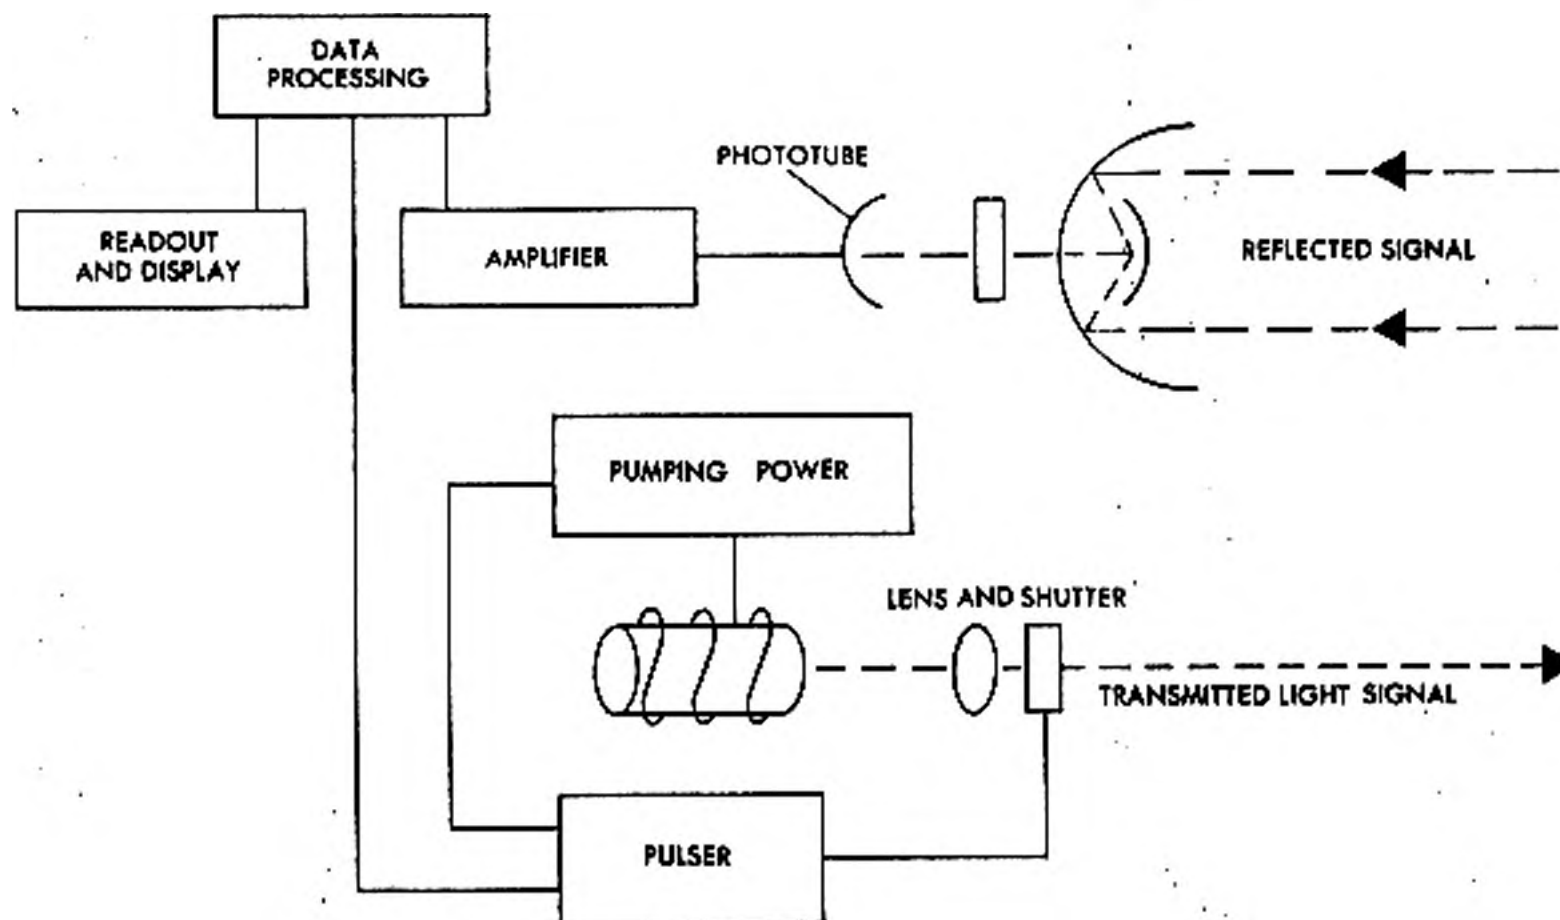 DATA
PROCESSING
PHOTOTUBE
READOUT
AND DISPLAY
AMPLIFIER
REFLECTED SIGNAL
PUMPING POWER
LENS AND SHUTTER
TRANSMITTED LIGHT SIGNAL
PULSER